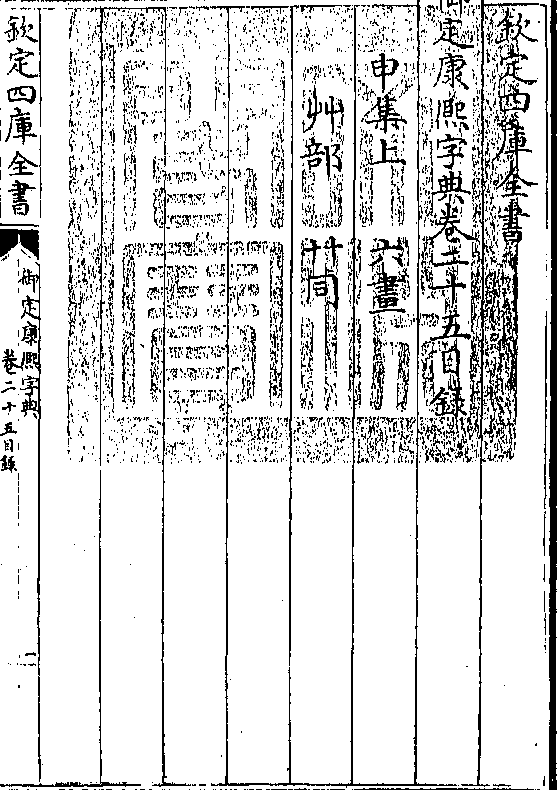 欽定四庫全書
御定康熙字典卷二十五目錄
申集上 六畫
艸部 艹同
欽定四庫全書
御定康熙字典
卷二十五目錄
一